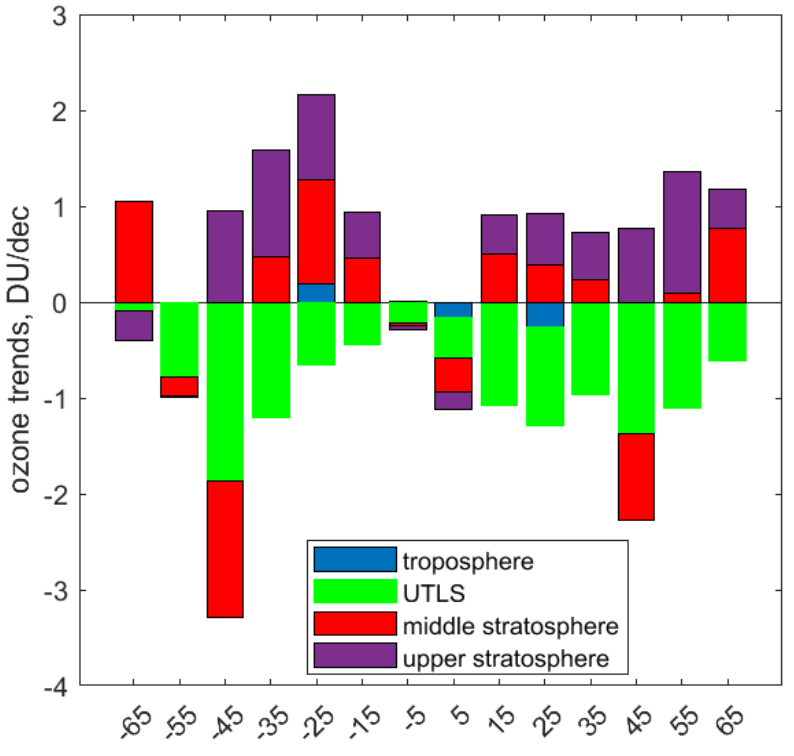 3
2
1
0
-1
-2
-3
-4
ozone trends, DU/dec
troposphere
UTLS
middle stratosphere
upper stratosphere
-65 -55 -45 -35 -25 -15 -5 5 15 25 35 45 55 65